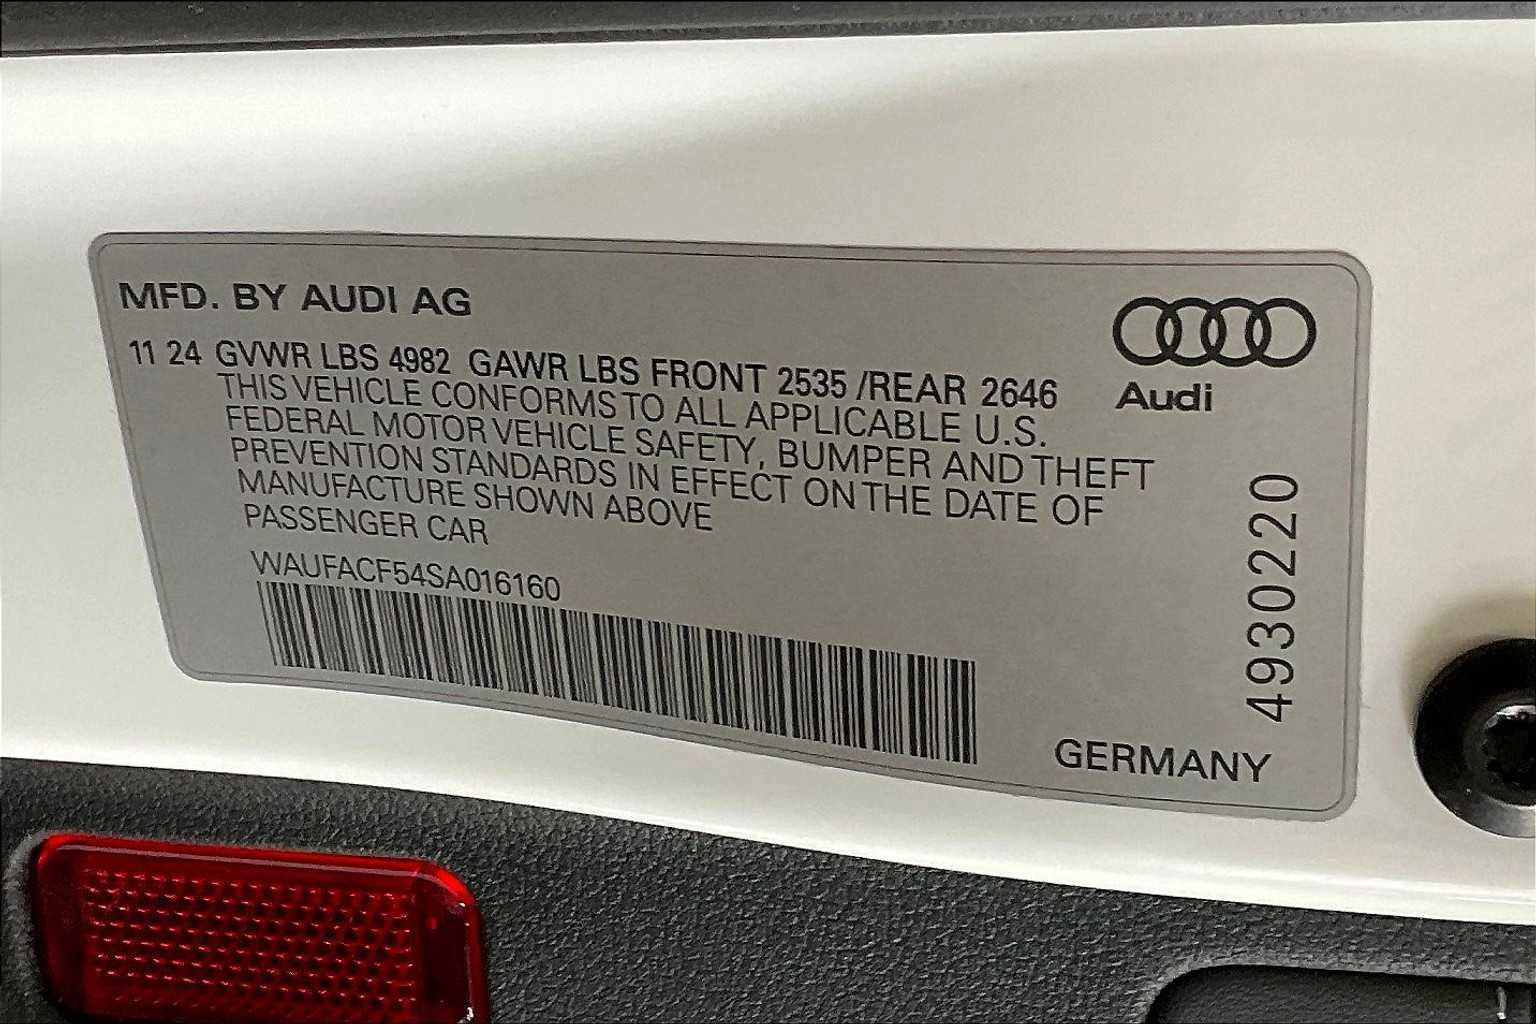 MFD. BY AUDI AG
11 24 GVWR LBS 4982 GAWR LBS FRONT 2535 /REAR 2646
THIS VEHICLE CONFORMS TO ALL APPLICABLE U.S.
FEDERAL MOTOR VEHICLE SAFETY, BUMPER AND THEFT
PREVENTION STANDARDS IN EFFECT ON THE DATE OF
MANUFACTURE SHOWN ABOVE
PASSENGER CAR
WAUFACF54SA016160
Audi
4930220
GERMANY